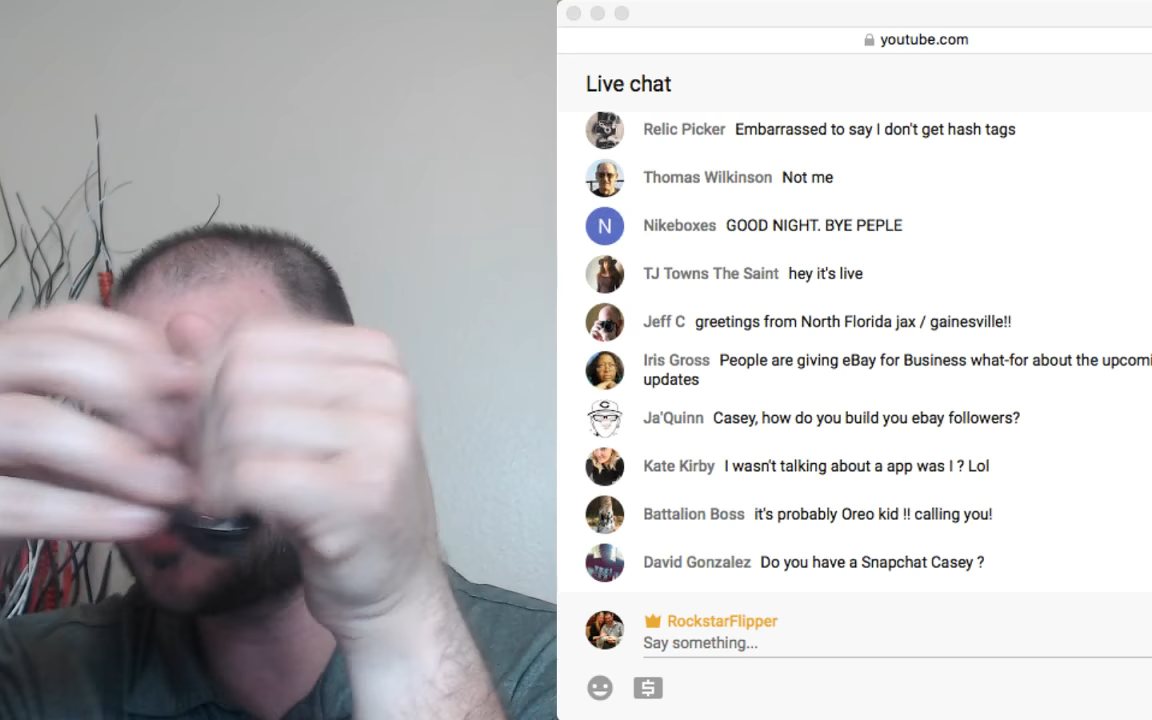 youtube.com
Live chat
Relic Picker Embarrassed to say I don't get hash tags
Thomas Wilkinson Not me
N Nikeboxes GOOD NIGHT. BYE PEPLE
TJ Towns The Saint hey it's live
Jeff C greetings from North Florida jax / gainesville!!
Iris Gross People are giving eBay for Business what-for about the upcomi
updates
Ja'Quinn Casey, how do you build you ebay followers?
Kate Kirby I wasn't talking about a app was I ? Lol
Battalion Boss it's probably Oreo kid !! calling you!
David Gonzalez Do you have a Snapchat Casey ?
RockstarFlipper
Say something...